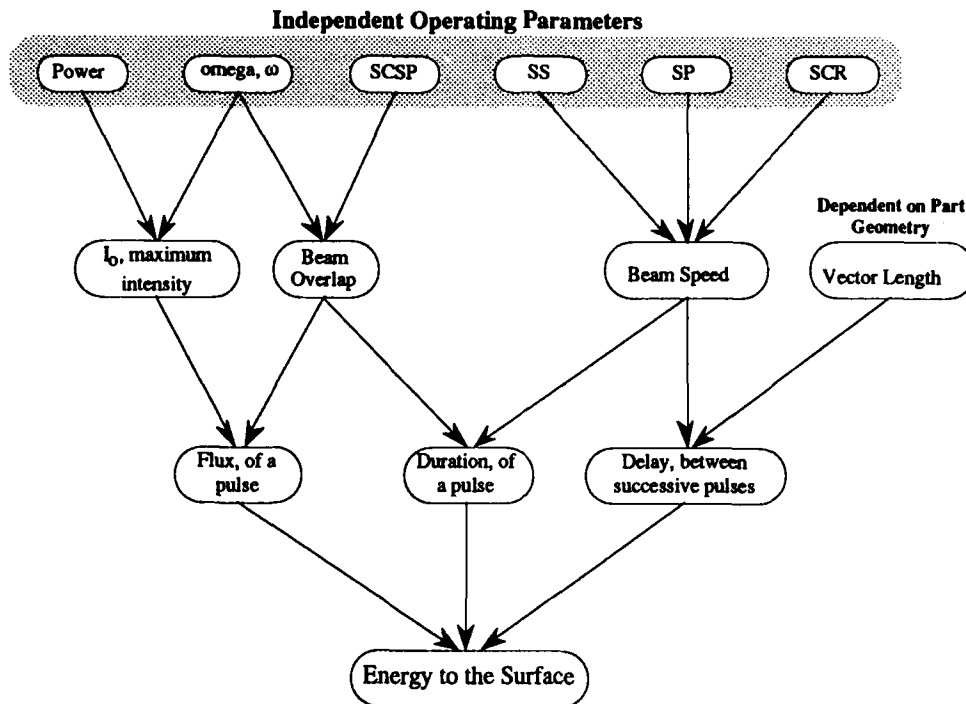 Independent Operating Parameters
Power
omega, ω
SCSP
SS
SP
SCR
Dependent on Part
Geometry
I₀, maximum
intensity
Beam
Overlap
Beam Speed
Vector Length
Flux, of a
pulse
Duration, of
a pulse
Delay, between
successive pulses
Energy to the Surface